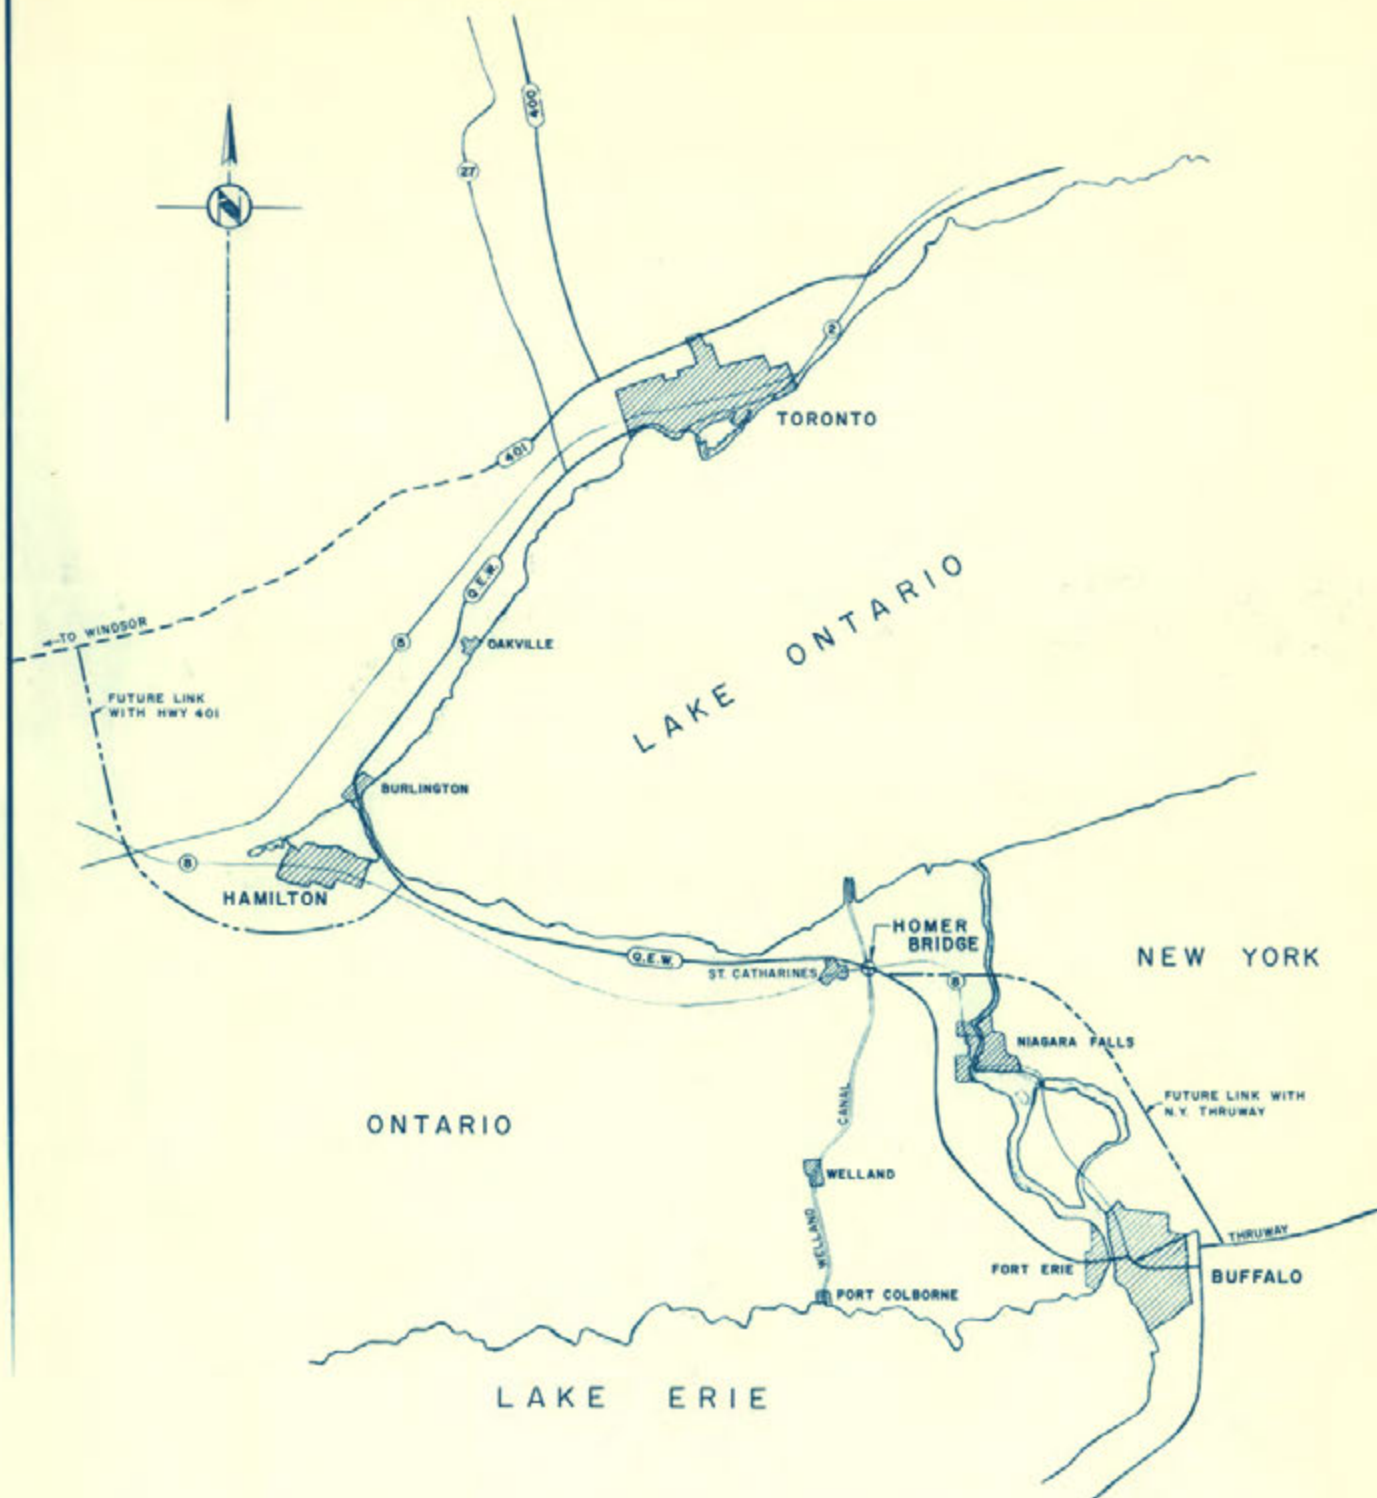 400
27
N
2
TORONTO
401
Q.E.W.
LAKE ONTARIO
TO WINDSOR
5
OAKVILLE
FUTURE LINK
WITH HWY 401
BURLINGTON
8
HAMILTON
HOMER
BRIDGE
NEW YORK
Q.E.W.
ST. CATHARINES
8
NIAGARA FALLS
CANAL
FUTURE LINK WITH
N.Y. THRUWAY
ONTARIO
WELLAND
WELLAND
THRUWAY
FORT ERIE
BUFFALO
PORT COLBORNE
LAKE ERIE